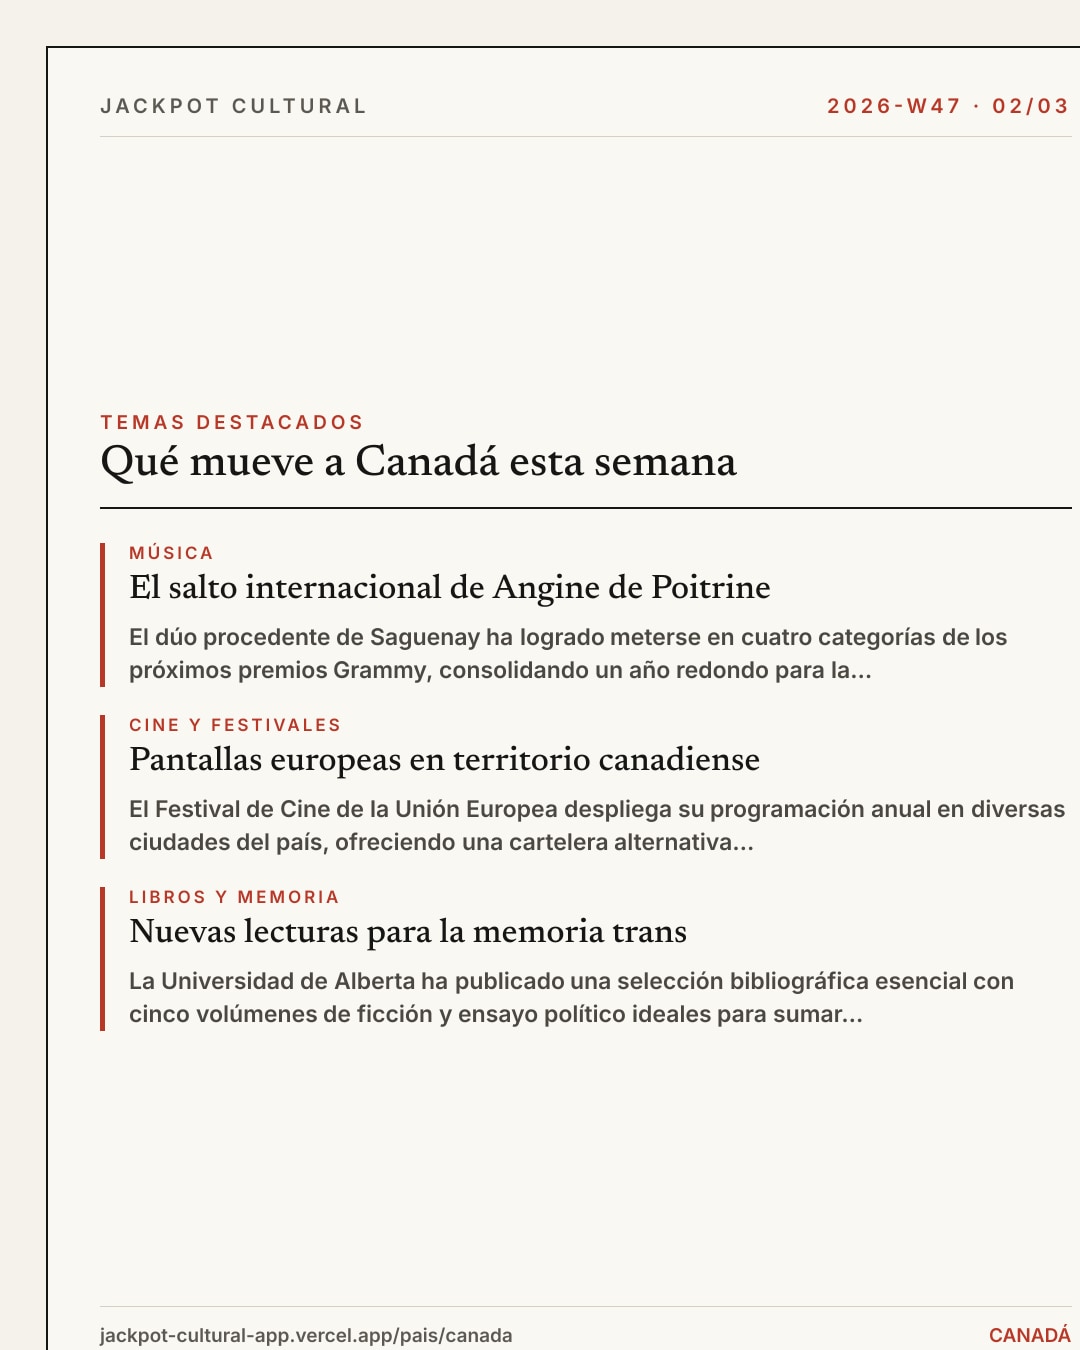 JACKPOT CULTURAL
2026-W47 · 02/03
TEMAS DESTACADOS
Qué mueve a Canadá esta semana
MÚSICA
El salto internacional de Angine de Poitrine
El dúo procedente de Saguenay ha logrado meterse en cuatro categorías de los
próximos premios Grammy, consolidando un año redondo para la...
CINE Y FESTIVALES
Pantallas europeas en territorio canadiense
El Festival de Cine de la Unión Europea despliega su programación anual en diversas
ciudades del país, ofreciendo una cartelera alternativa...
LIBROS Y MEMORIA
Nuevas lecturas para la memoria trans
La Universidad de Alberta ha publicado una selección bibliográfica esencial con
cinco volúmenes de ficción y ensayo político ideales para sumar...
jackpot-cultural-app.vercel.app/pais/canada
CANADÁ